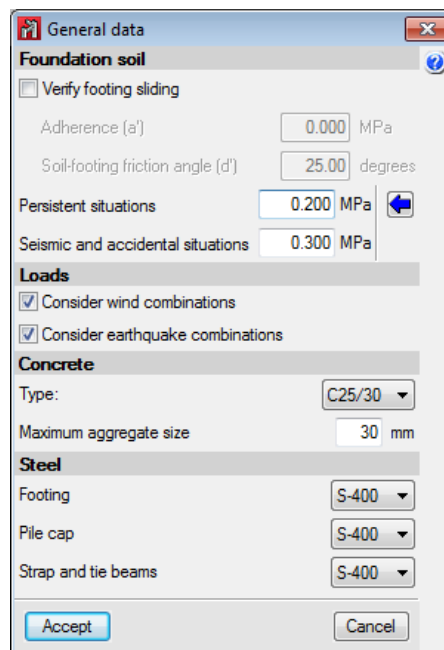 General data
Foundation soil
Verify footing sliding
Adherence (a') 0.000 MPa
Soil-footing friction angle (d') 25.00 degrees
Persistent situations 0.200 MPa
Seismic and accidental situations 0.300 MPa
Loads
Consider wind combinations
Consider earthquake combinations
Concrete
Type: C25/30
Maximum aggregate size 30 mm
Steel
Footing S-400
Pile cap S-400
Strap and tie beams S-400
Accept Cancel